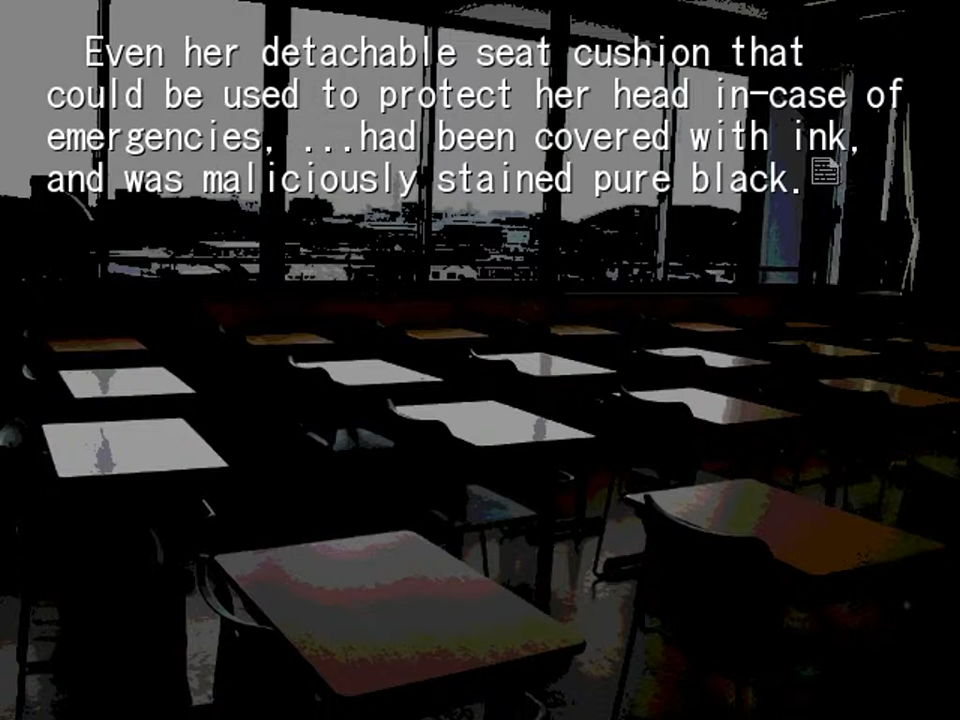 Even her detachable seat cushion that
could be used to protect her head in-case of
emergencies, ...had been covered with ink,
and was maliciously stained pure black.